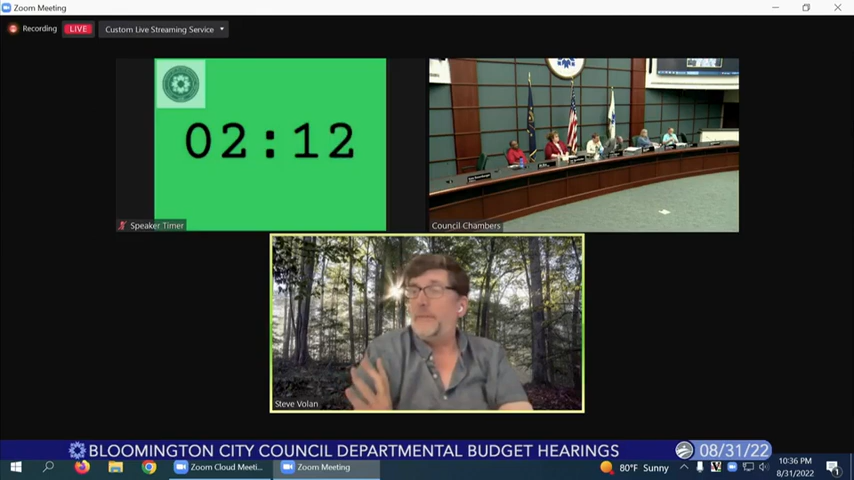 Zoom Meeting
Recording
LIVE
Custom Live Streaming Service
02:12
Speaker Timer
Council Chambers
Steve Volan
BLOOMINGTON CITY COUNCIL DEPARTMENTAL BUDGET HEARINGS
08/31/22
Zoom Cloud Meeti...
Zoom Meeting
80°F Sunny
10:36 PM
8/31/2022